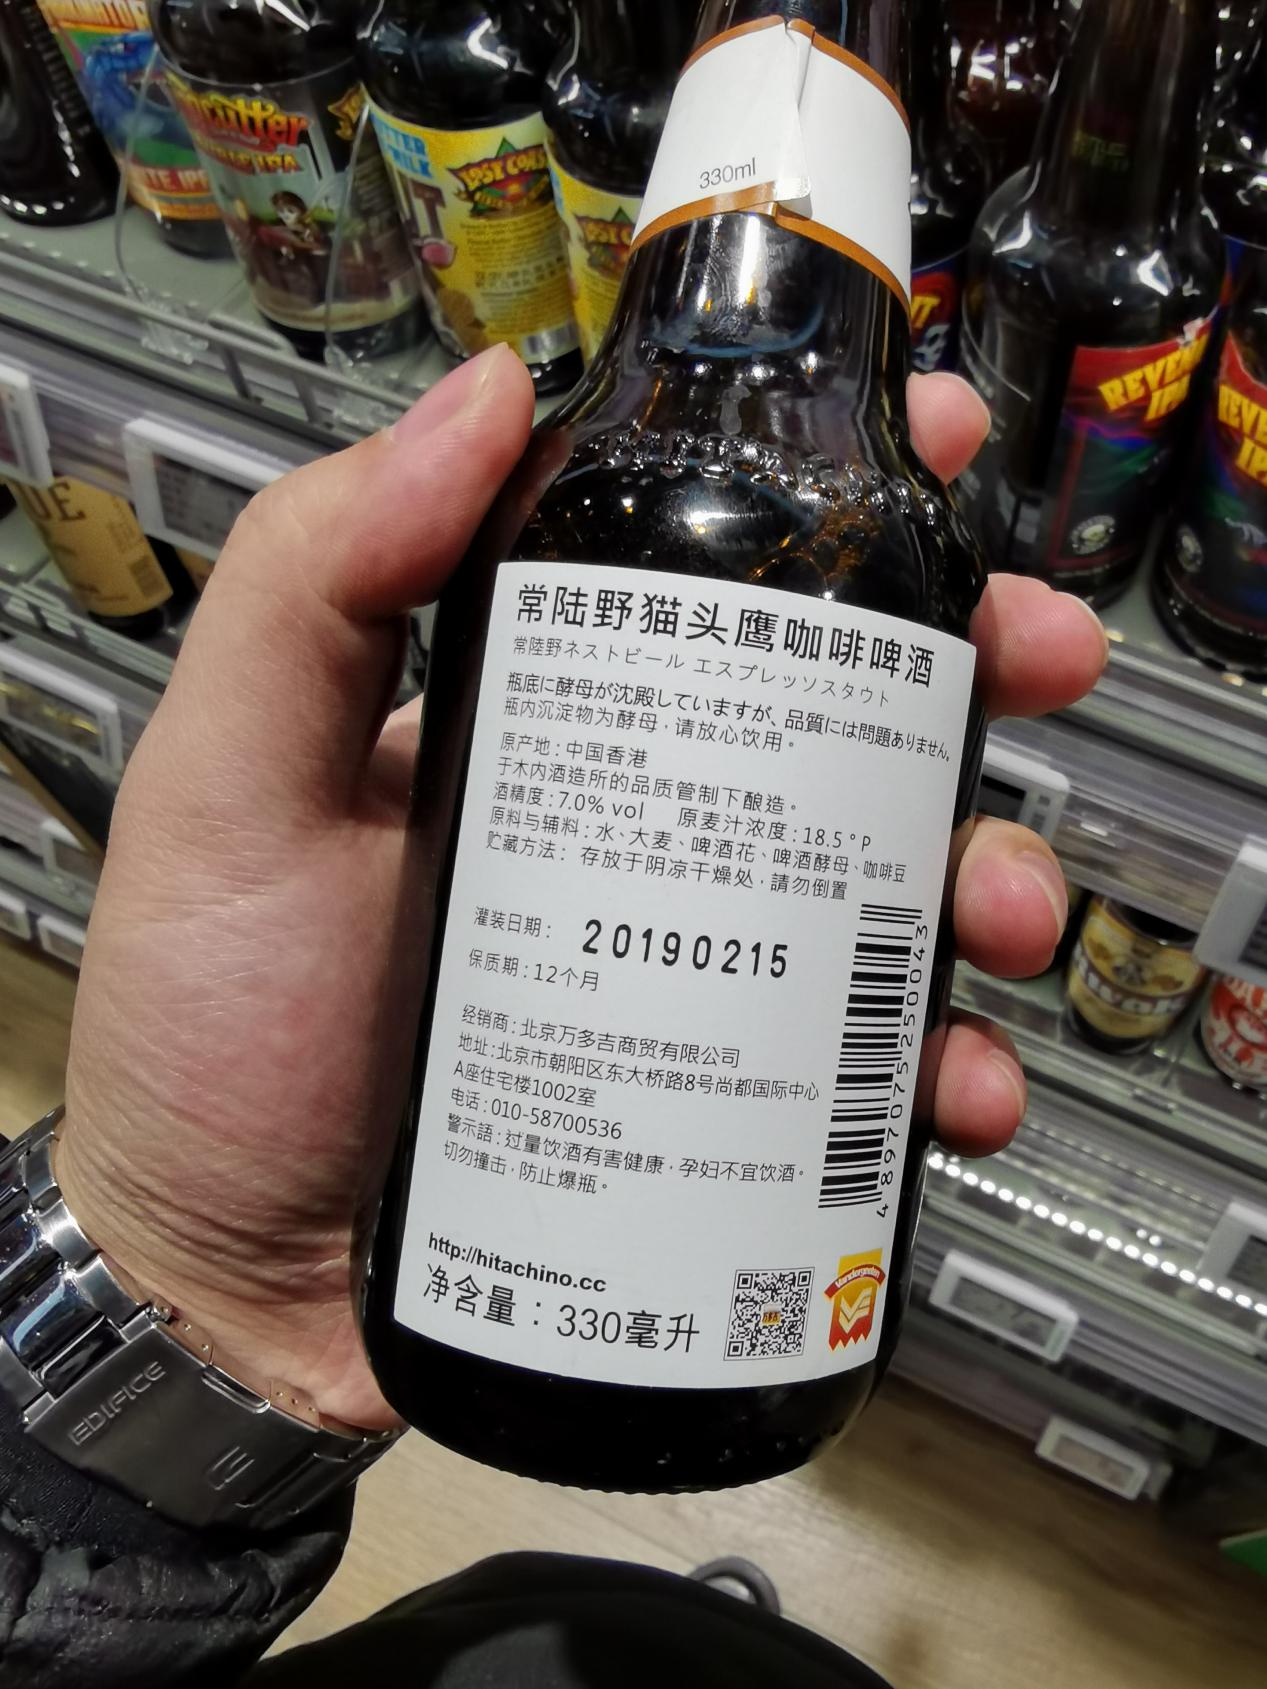 330ml
常陆野猫头鹰咖啡啤酒
常陸野ネストビール エスプレッソスタウト
瓶底に酵母が沈殿していますが、品質には問題ありません。
瓶内沉淀物为酵母，请放心饮用。
原产地：中国香港
于木内酒造所的品质管制下酿造。
酒精度：7.0% vol 原麦汁浓度：18.5°P
原料与辅料：水、大麦、啤酒花、啤酒酵母、咖啡豆
贮藏方法： 存放于阴凉干燥处，請勿倒置
灌装日期： 20190215
保质期：12个月
经销商：北京万多吉商贸有限公司
地址：北京市朝阳区东大桥路8号尚都国际中心
A座住宅楼1002室
电话：010-58700536
警示語：过量饮酒有害健康，孕妇不宜饮酒。
切勿撞击，防止爆瓶。
4897075250043
http://hitachino.cc
净含量：330毫升
Vandergeeten
EDIFICE
LOST COAST
REVENGE
IPA